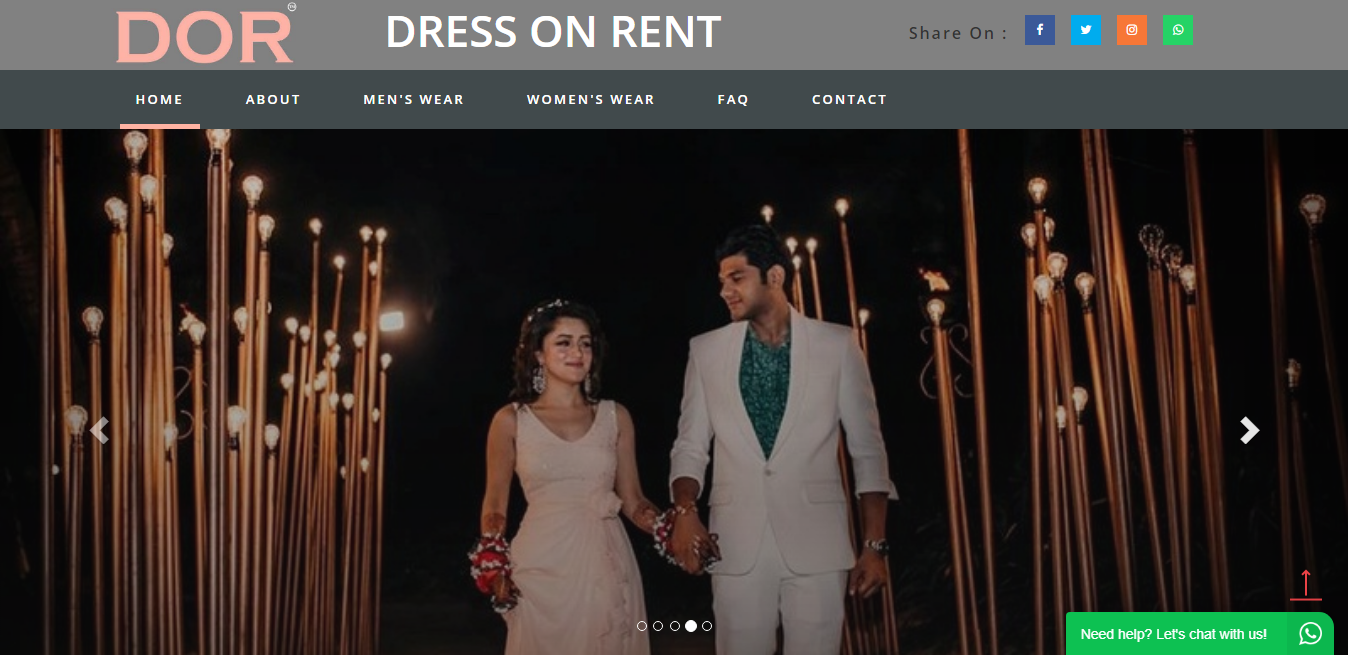 DOR
DRESS ON RENT
Share On :
HOME ABOUT MEN'S WEAR WOMEN'S WEAR FAQ CONTACT
Need help? Let's chat with us!